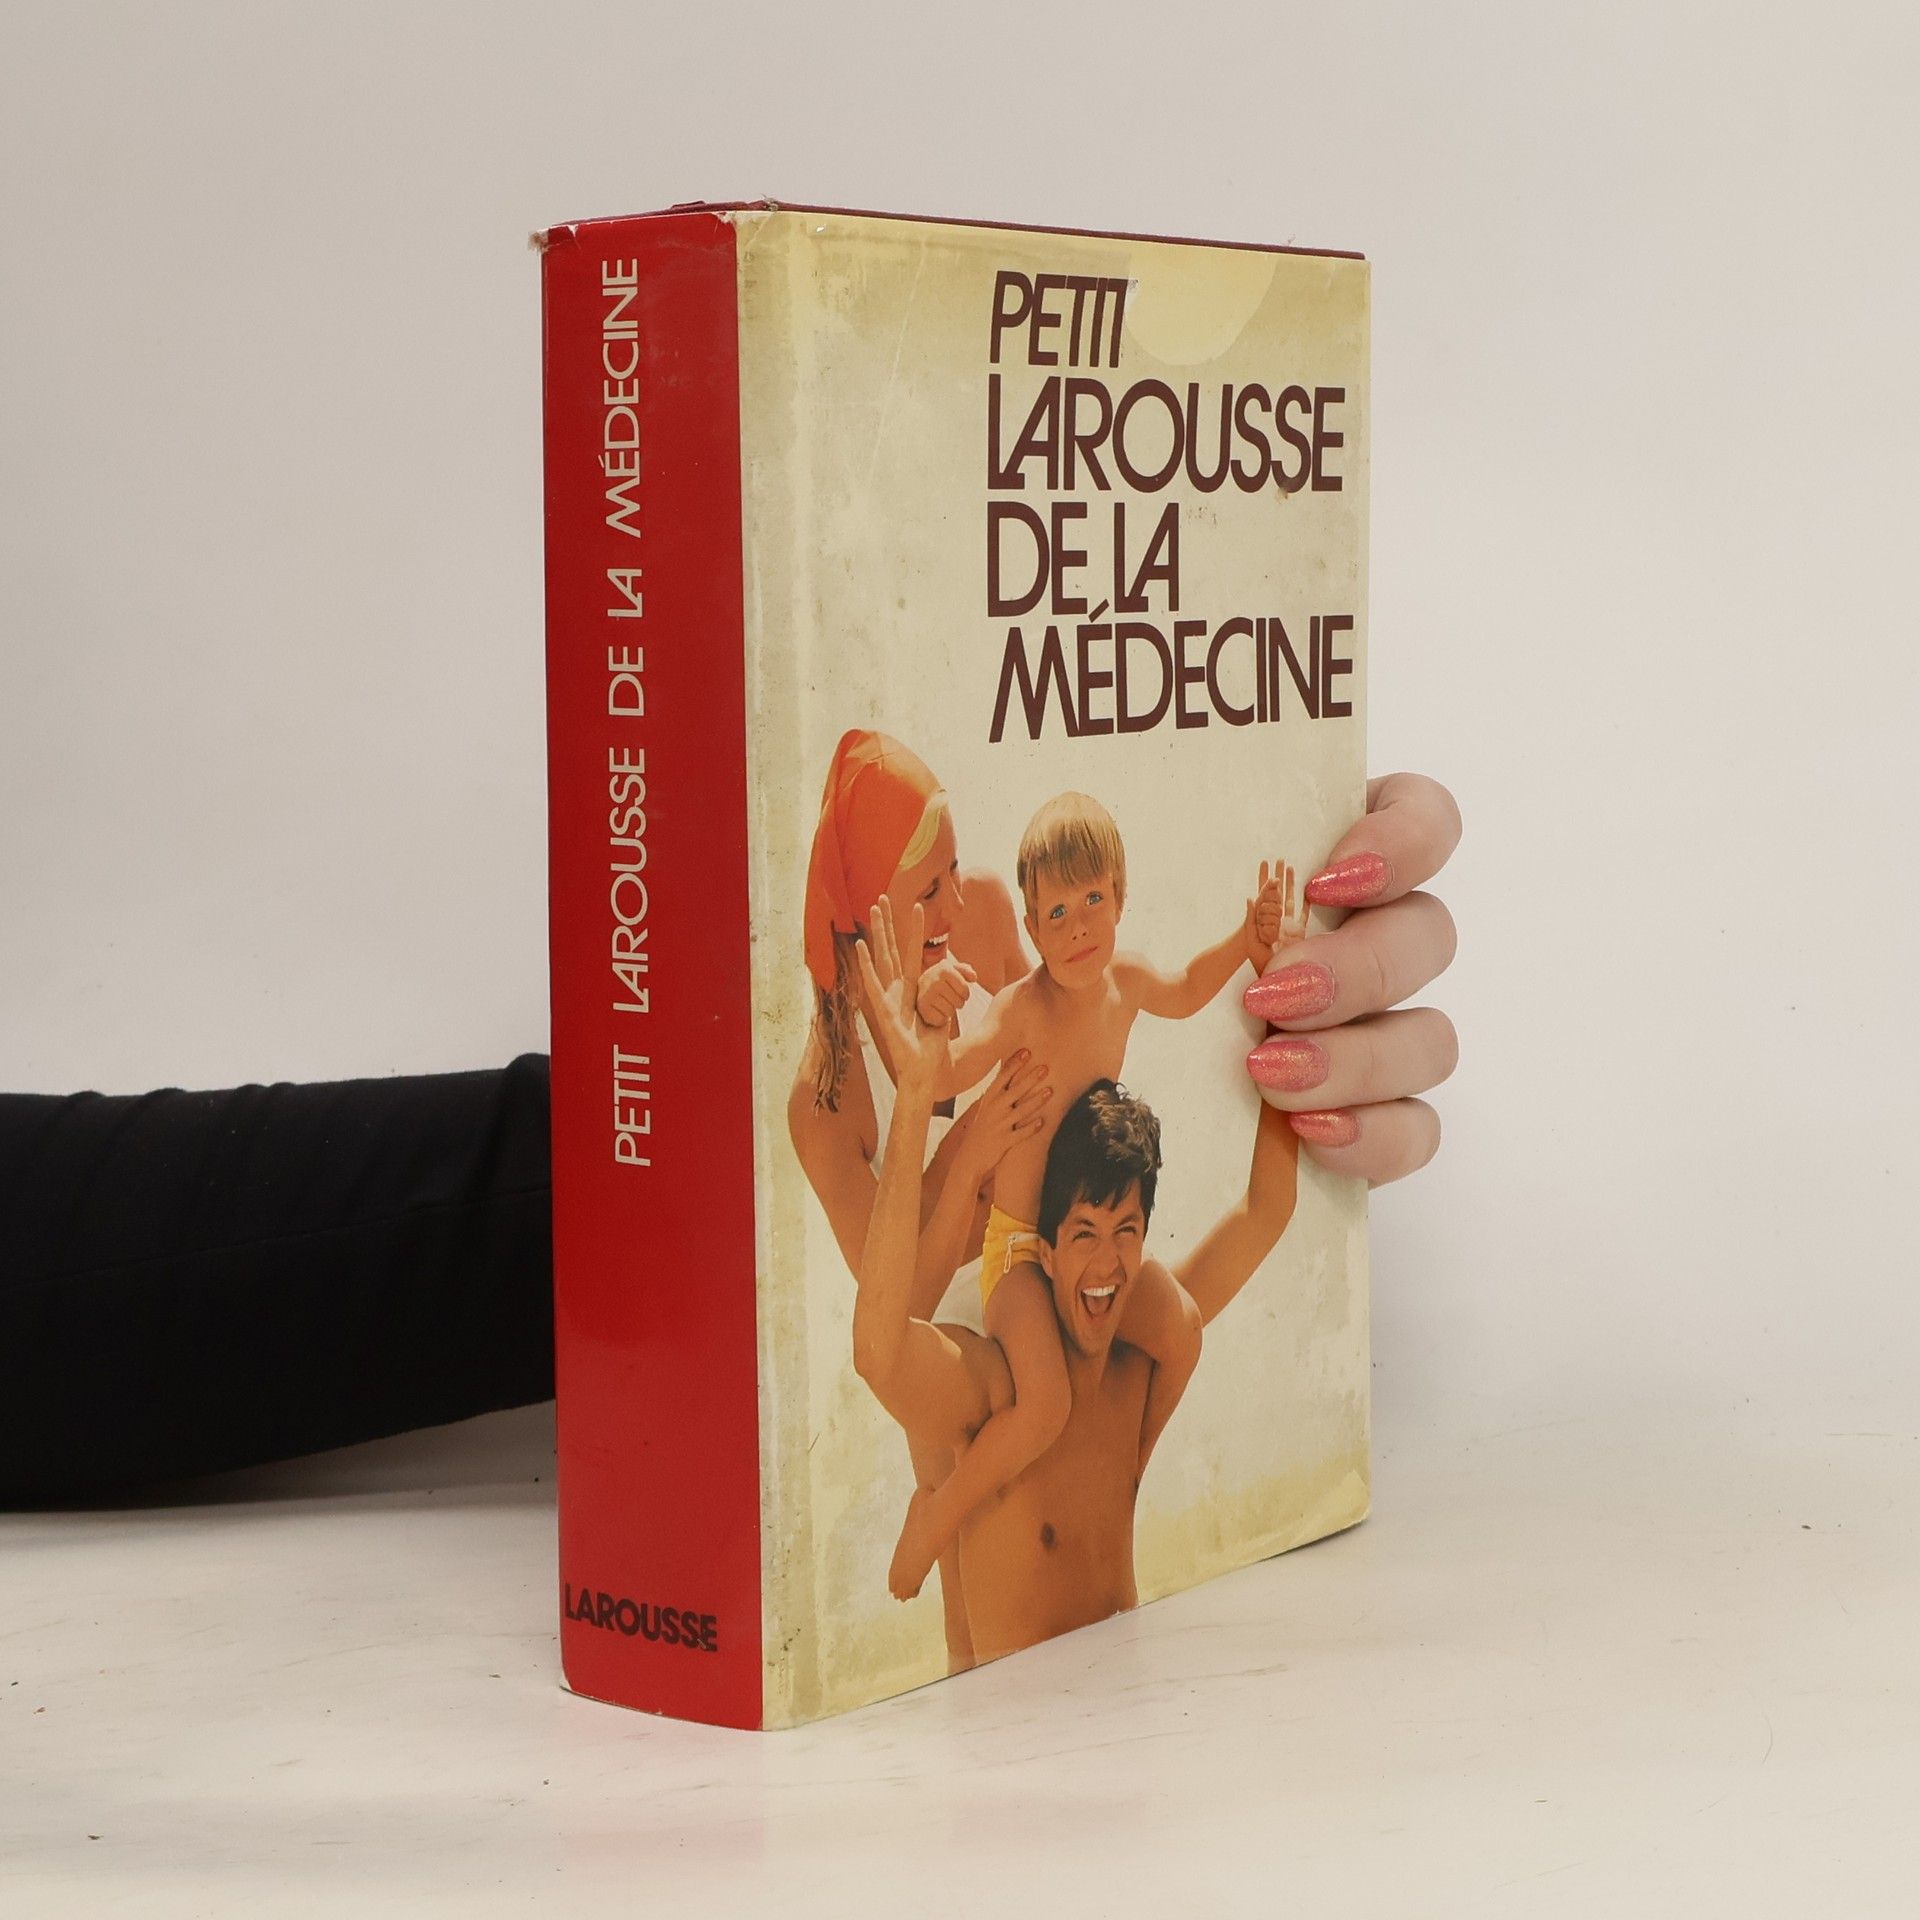 PETIT LAROUSSE DE LA MÉDECINE
LAROUSSE
PETIT
LAROUSSE
DE LA
MÉDECINE